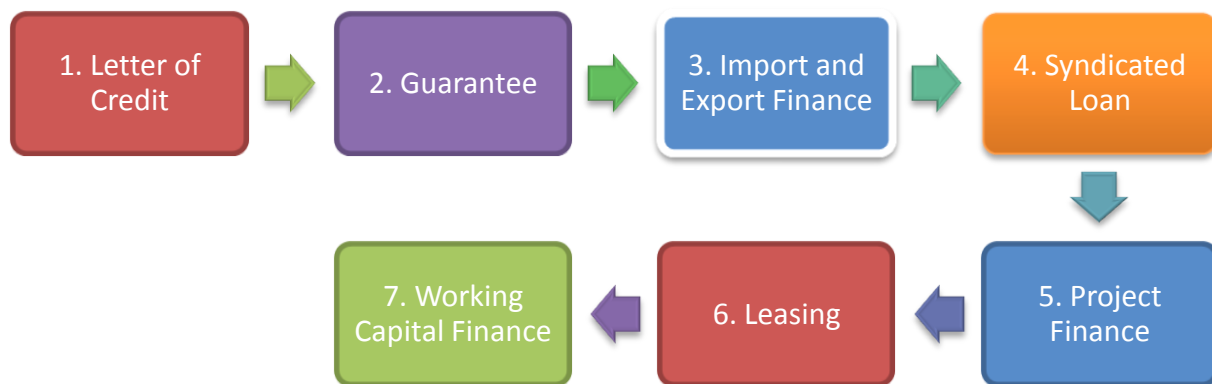 1. Letter of
Credit
2. Guarantee
3. Import and
Export Finance
4. Syndicated
Loan
5. Project
Finance
6. Leasing
7. Working
Capital Finance